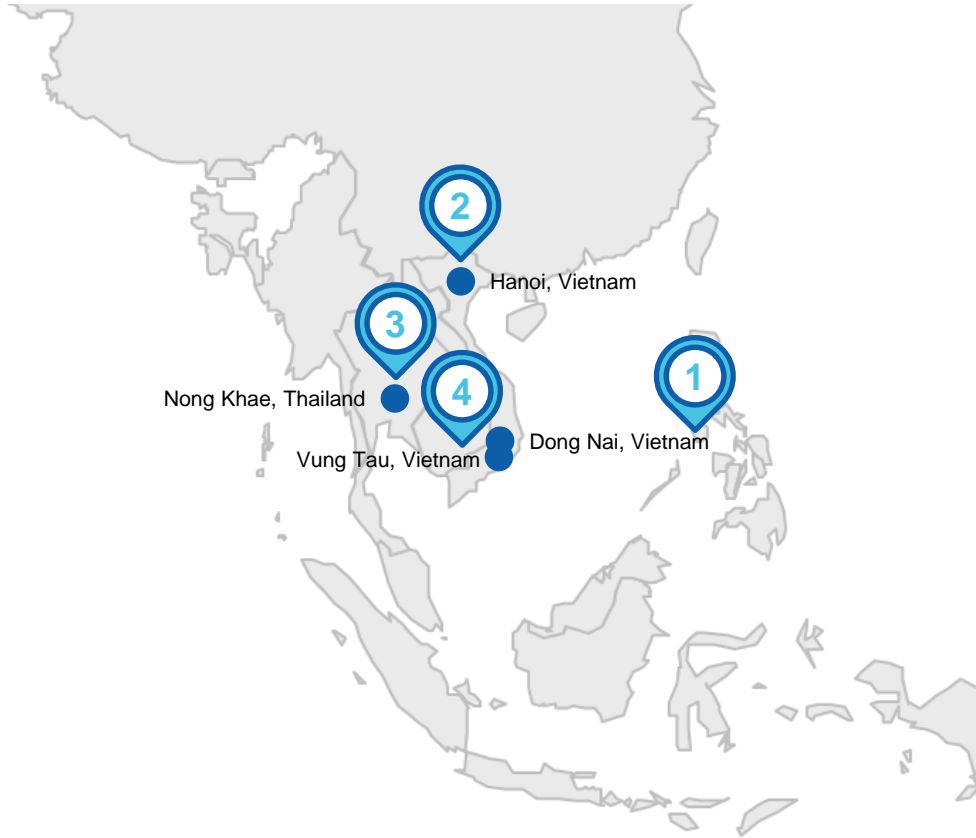 2
Hanoi, Vietnam
3
1
4
Nong Khae, Thailand
Dong Nai, Vietnam
Vung Tau, Vietnam